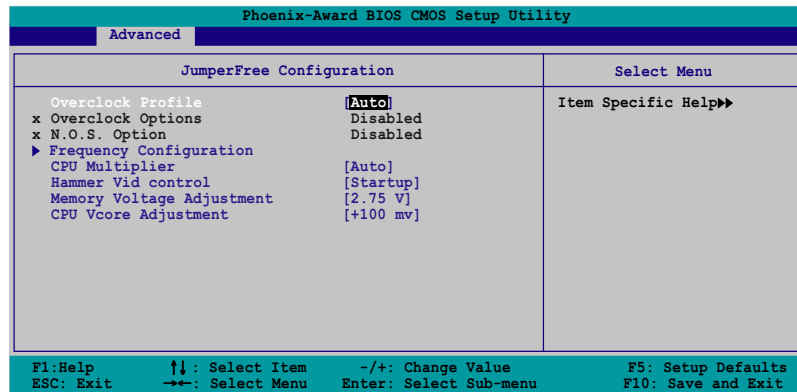 Phoenix-Award BIOS CMOS Setup Utility
Advanced
JumperFree Configuration
Select Menu
Overclock Profile [Auto]
x Overclock Options Disabled
x N.O.S. Option Disabled
Frequency Configuration
CPU Multiplier [Auto]
Hammer Vid control [Startup]
Memory Voltage Adjustment [2.75 V]
CPU Vcore Adjustment [+100 mv]
Item Specific Help
F1:Help ↑↓: Select Item -/+: Change Value F5: Setup Defaults
ESC: Exit →←: Select Menu Enter: Select Sub-menu F10: Save and Exit